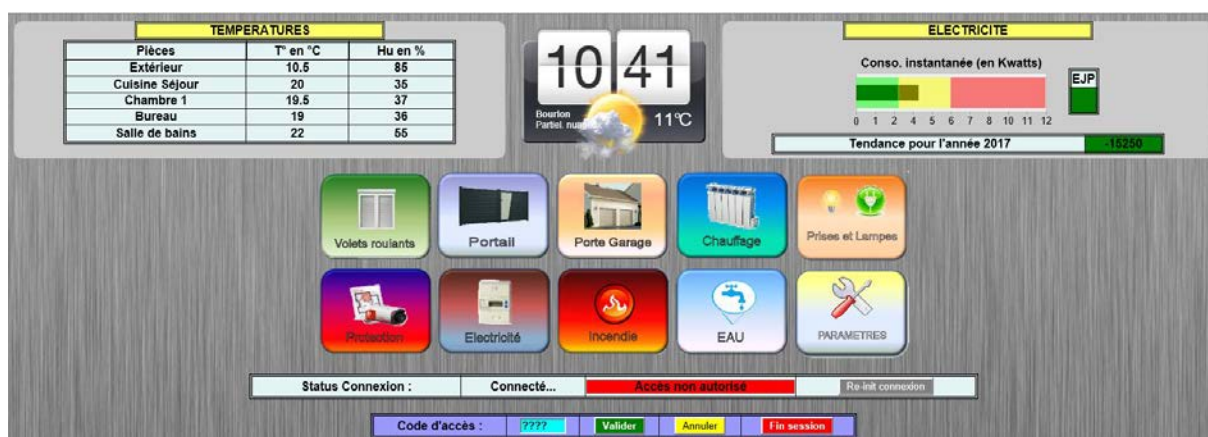 TEMPERATURES
Pièces T° en °C Hu en %
Extérieur 10.5 85
Cuisine Séjour 20 35
Chambre 1 19.5 37
Bureau 19 36
Salle de bains 22 55
10 41
Bourlon
Partiel. nua
11°C
ELECTRICITE
Conso. instantanée (en Kwatts)
EJP
0 1 2 4 5 6 7 8 10 11 12
Tendance pour l'année 2017 -15250
Volets roulants Portail Porte Garage Chauffage Prises et Lampes
Protection Electricité Incendie EAU PARAMETRES
Status Connexion : Connecté... Accès non autorisé Re-init connexion
Code d'accès : ???? Valider Annuler Fin session